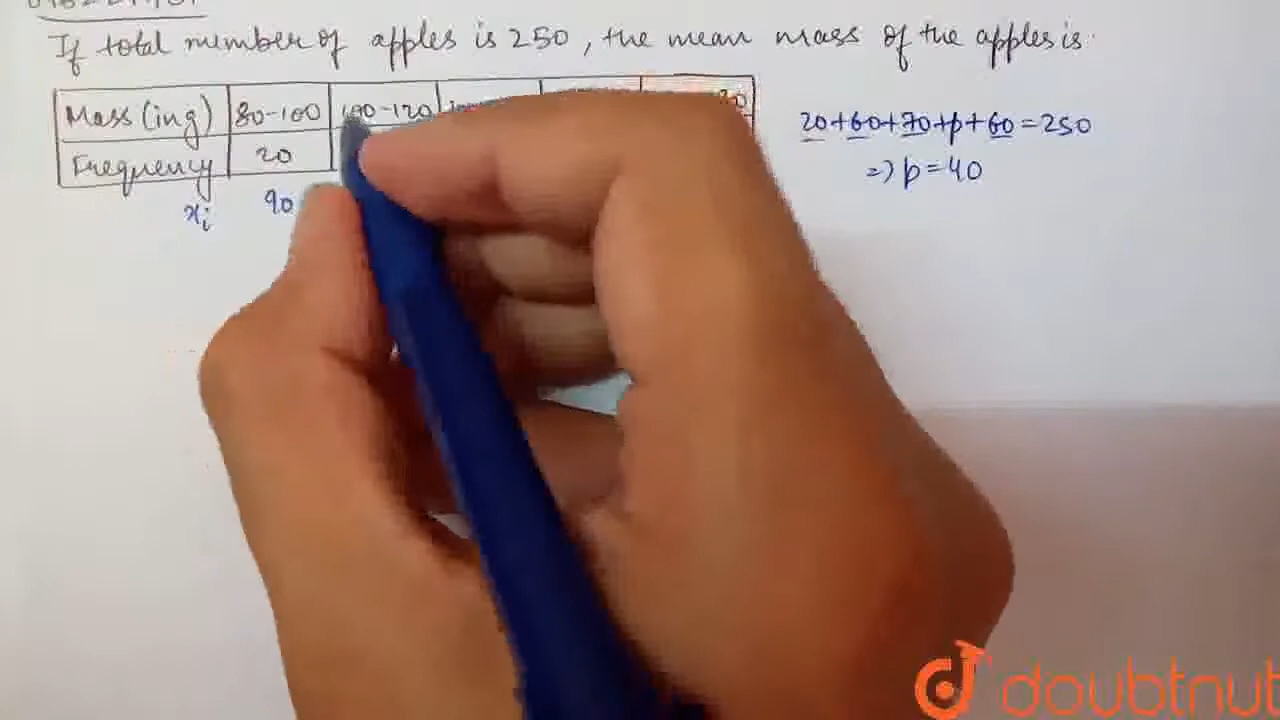 If total number of apples is 250, the mean mass of the apples is.
Mass (in g) 80-100 100-120
Frequency 20
xi 90
20+60+70+p+60=250
=> p=40
doubtnut